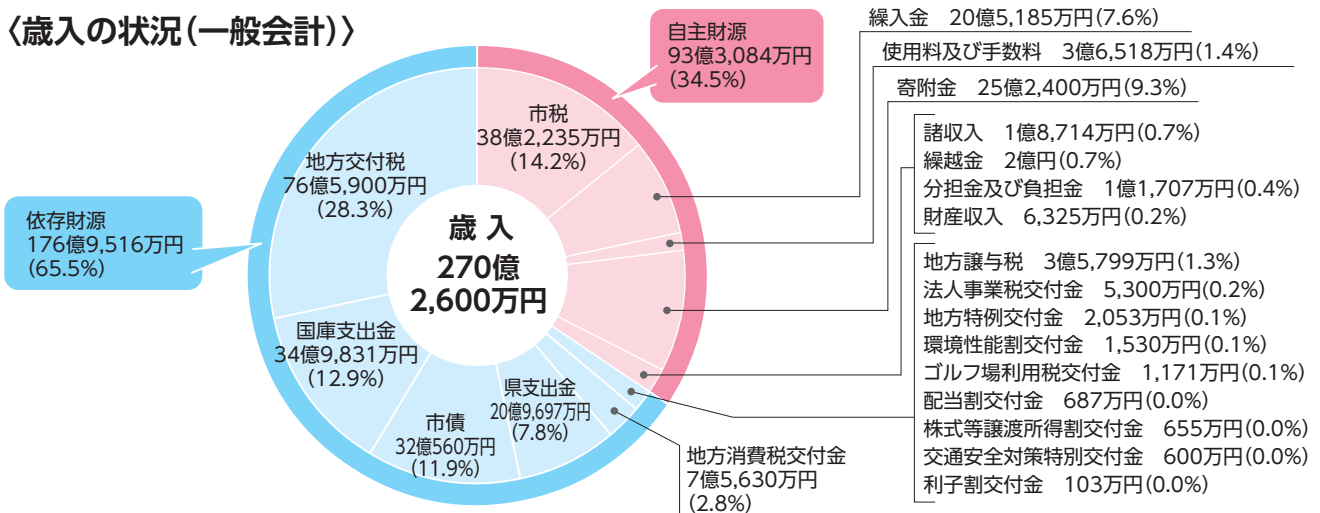 〈歳入の状況(一般会計)〉
自主財源
93億3,084万円
(34.5%)
繰入金 20億5,185万円(7.6%)
使用料及び手数料 3億6,518万円(1.4%)
寄附金 25億2,400万円(9.3%)
諸収入 1億8,714万円(0.7%)
繰越金 2億円(0.7%)
分担金及び負担金 1億1,707万円(0.4%)
財産収入 6,325万円(0.2%)
市税
38億2,235万円
(14.2%)
地方交付税
76億5,900万円
(28.3%)
依存財源
176億9,516万円
(65.5%)
歳 入
270億
2,600万円
国庫支出金
34億9,831万円
(12.9%)
市債
32億560万円
(11.9%)
県支出金
20億9,697万円
(7.8%)
地方消費税交付金
7億5,630万円
(2.8%)
地方譲与税 3億5,799万円(1.3%)
法人事業税交付金 5,300万円(0.2%)
地方特例交付金 2,053万円(0.1%)
環境性能割交付金 1,530万円(0.1%)
ゴルフ場利用税交付金 1,171万円(0.1%)
配当割交付金 687万円(0.0%)
株式等譲渡所得割交付金 655万円(0.0%)
交通安全対策特別交付金 600万円(0.0%)
利子割交付金 103万円(0.0%)